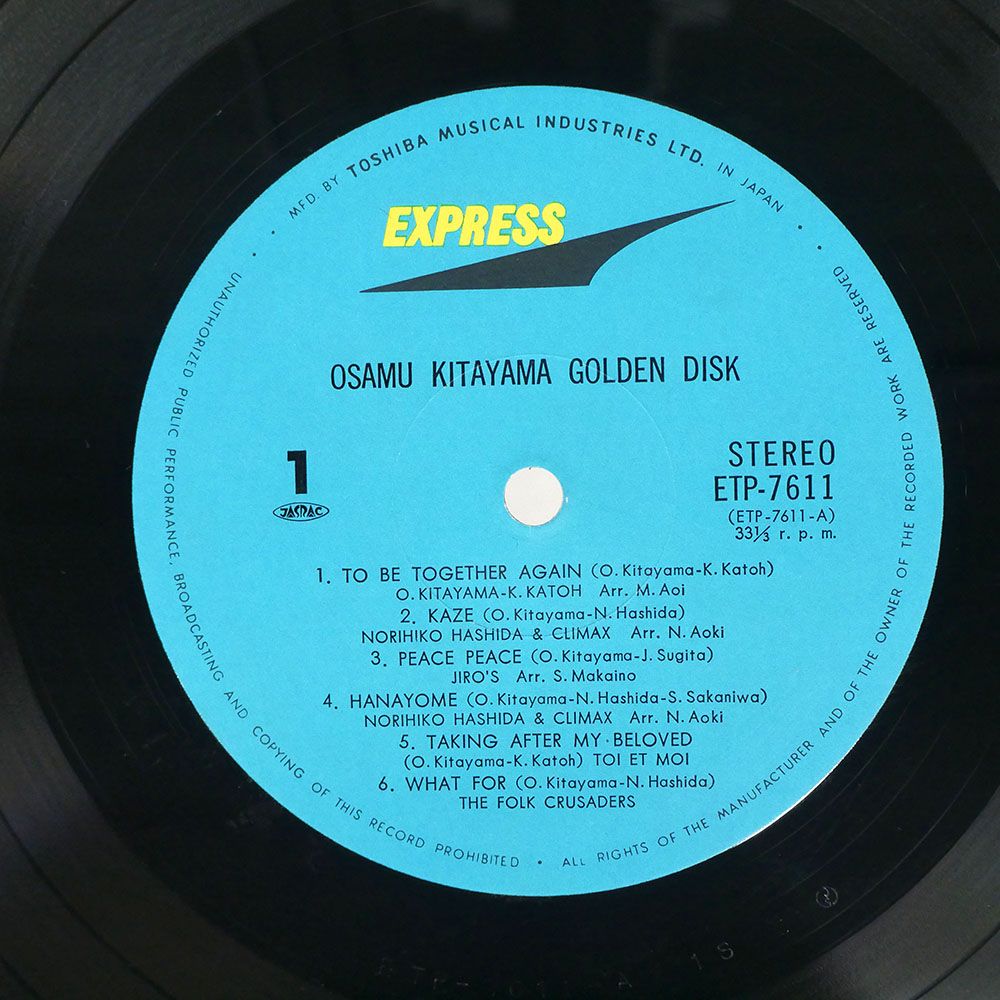 MFD. BY TOSHIBA MUSICAL INDUSTRIES LTD. IN JAPAN
EXPRESS
OSAMU KITAYAMA GOLDEN DISK
1
JASRAC
STEREO
ETP-7611
(ETP-7611-A)
33⅓ r. p. m.
1. TO BE TOGETHER AGAIN (O. Kitayama-K. Katoh)
O. KITAYAMA-K. KATOH Arr. M. Aoi
2. KAZE (O. Kitayama-N. Hashida)
NORIHIKO HASHIDA & CLIMAX Arr. N. Aoki
3. PEACE PEACE (O. Kitayama-J. Sugita)
JIRO'S Arr. S. Makaino
4. HANAYOME (O. Kitayama-N. Hashida-S. Sakaniwa)
NORIHIKO HASHIDA & CLIMAX Arr. N. Aoki
5. TAKING AFTER MY·BELOVED
(O. Kitayama-K. Katoh) TOI ET MOI
6. WHAT FOR (O. Kitayama-N. Hashida)
THE FOLK CRUSADERS
• UNAUTHORIZED PUBLIC PERFORMANCE, BROADCASTING AND COPYING OF THIS RECORD PROHIBITED • ALL RIGHTS OF THE MANUFACTURER AND OF THE OWNER OF THE RECORDED WORK ARE RESERVED •
1S